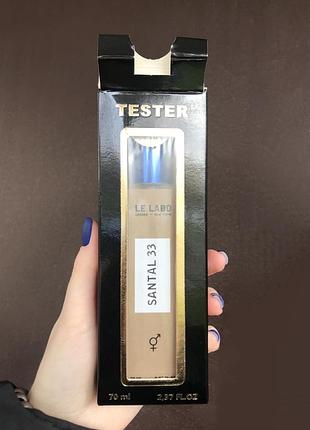 TESTER
LE LABO
SANTAL 33
70 ml 2,37 FL.OZ